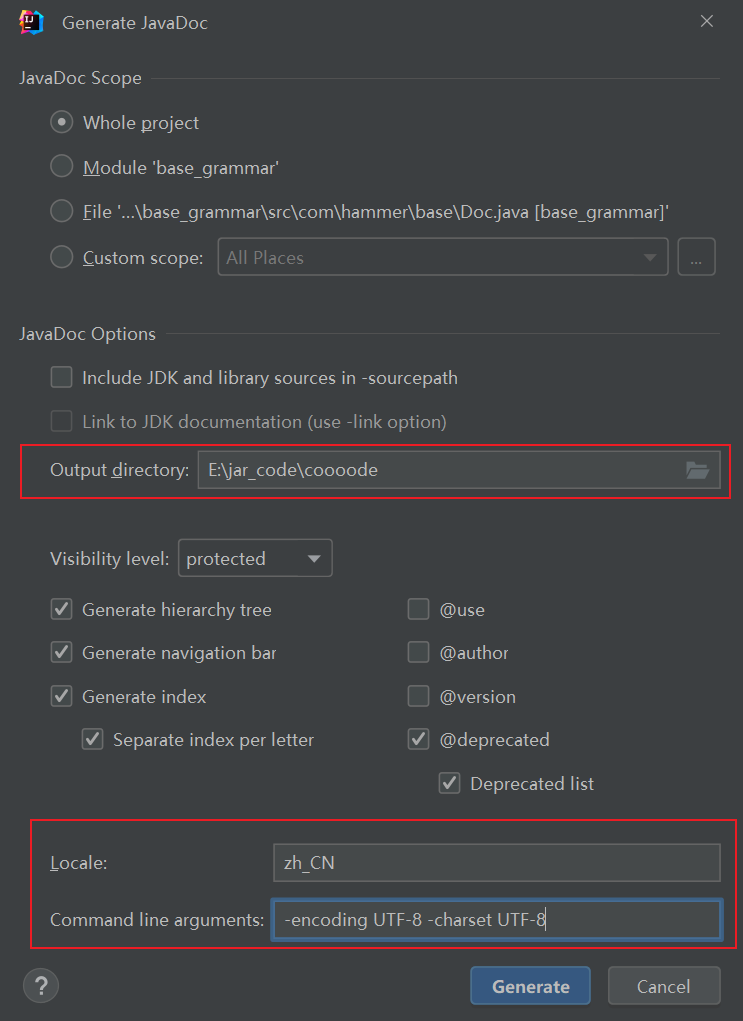 Generate JavaDoc
JavaDoc Scope
Whole project
Module 'base_grammar'
File '...\base_grammar\src\com\hammer\base\Doc.java [base_grammar]'
Custom scope: All Places ...
JavaDoc Options
Include JDK and library sources in -sourcepath
Link to JDK documentation (use -link option)
Output directory: E:\jar_code\coooode
Visibility level: protected
Generate hierarchy tree @use
Generate navigation bar @author
Generate index @version
Separate index per letter @deprecated
Deprecated list
Locale: zh_CN
Command line arguments: -encoding UTF-8 -charset UTF-8
? Generate Cancel